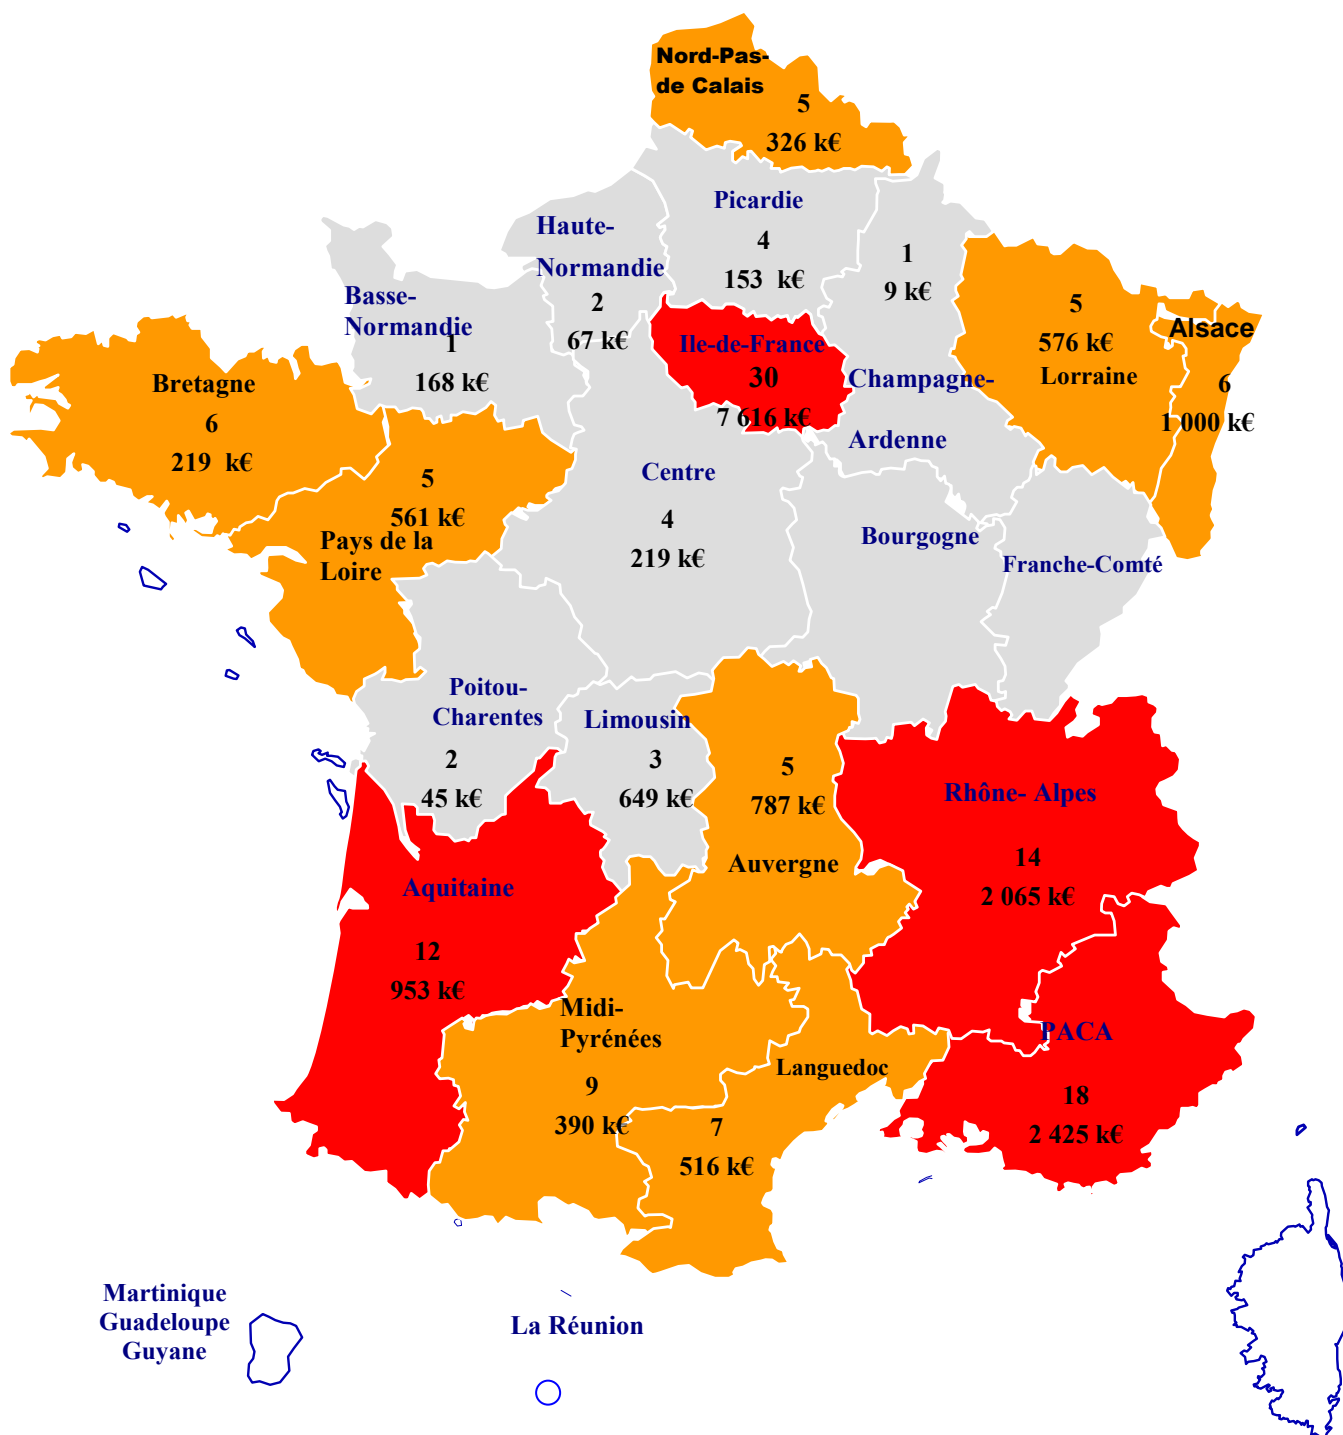 Nord-Pas-
de Calais
5
326 k€
Picardie
4
153 k€
Haute-
Normandie
2
67 k€
1
9 k€
Champagne-
Ardenne
Basse-
Normandie
1
168 k€
Ile-de-France
30
7 616 k€
5
576 k€
Lorraine
Alsace
6
1 000 k€
Bretagne
6
219 k€
5
561 k€
Pays de la
Loire
Centre
4
219 k€
Bourgogne
Franche-Comté
Poitou-
Charentes
2
45 k€
Limousin
3
649 k€
5
787 k€
Auvergne
Rhône- Alpes
14
2 065 k€
Aquitaine
12
953 k€
Midi-
Pyrénées
9
390 k€
Languedoc
7
516 k€
PACA
18
2 425 k€
Martinique
Guadeloupe
Guyane
La Réunion